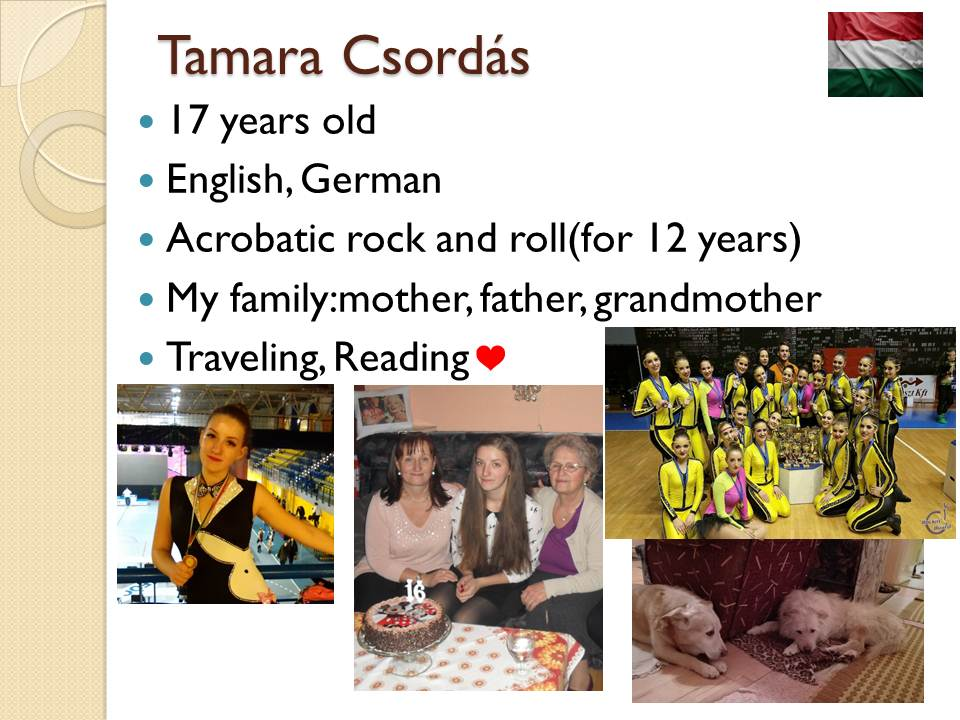 Tamara Csordás
17 years old
English, German
Acrobatic rock and roll(for 12 years)
My family:mother, father, grandmother
Traveling, Reading
16